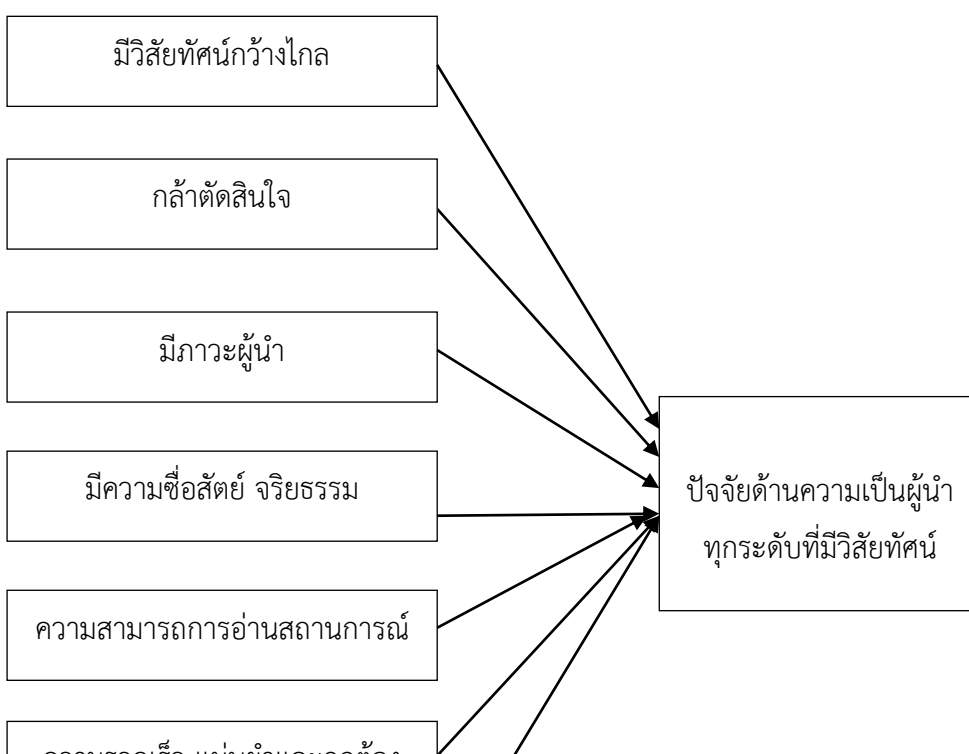 มีวิสัยทัศน์กว้างไกล
กล้าตัดสินใจ
มีภาวะผู้นำ
มีความซื่อสัตย์ จริยธรรม
ปัจจัยด้านความเป็นผู้นำ
ทุกระดับที่มีวิสัยทัศน์
ความสามารถการอ่านสถานการณ์